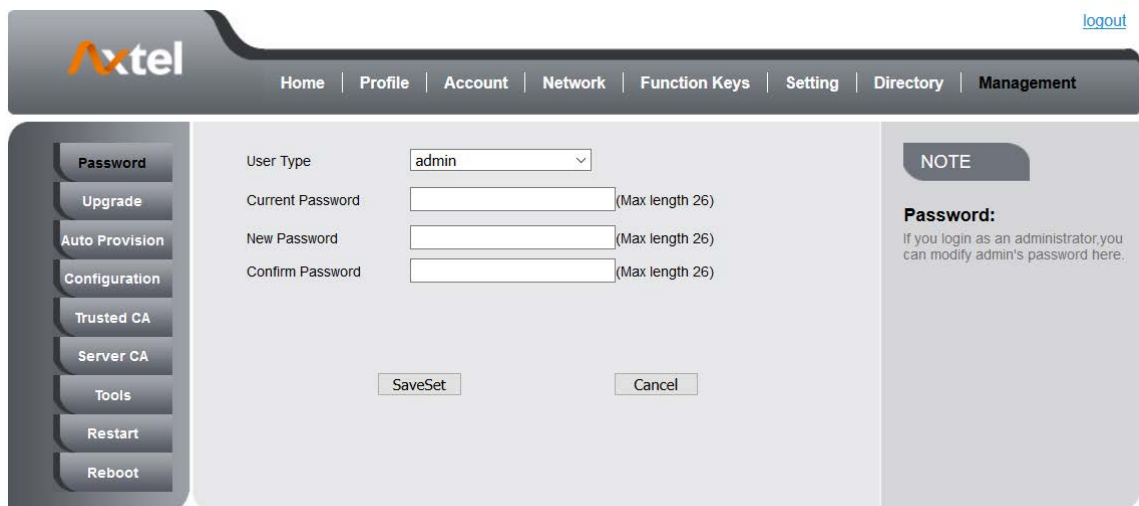 logout
Axtel
Home | Profile | Account | Network | Function Keys | Setting | Directory | Management
Password
Upgrade
Auto Provision
Configuration
Trusted CA
Server CA
Tools
Restart
Reboot
User Type admin
Current Password (Max length 26)
New Password (Max length 26)
Confirm Password (Max length 26)
SaveSet Cancel
NOTE
Password:
If you login as an administrator,you
can modify admin's password here.